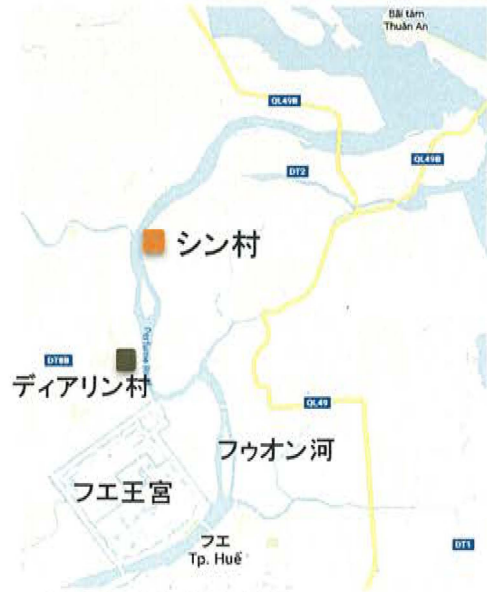 Bãi tắm
Thuận An
QL49B
QL49B
DT2
シン村
Perfume Riv
DT8B
ディアリン村
QL49
フゥオン河
フエ王宮
フエ
Tp. Huế
DT1